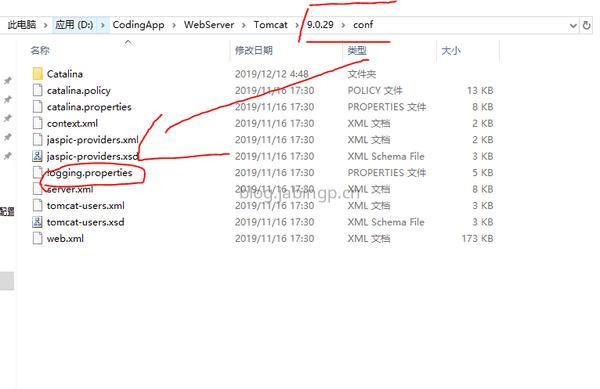 此电脑 > 应用 (D:) > CodingApp > WebServer > Tomcat > 9.0.29 > conf
名称 修改日期 类型 大小
Catalina 2019/12/12 4:48 文件夹
catalina.policy 2019/11/16 17:30 POLICY 文件 13 KB
catalina.properties 2019/11/16 17:30 PROPERTIES 文件 8 KB
context.xml 2019/11/16 17:30 XML 文档 2 KB
jaspic-providers.xml 2019/11/16 17:30 XML 文档 2 KB
jaspic-providers.xsd 2019/11/16 17:30 XML Schema File 3 KB
logging.properties 2019/11/16 17:30 PROPERTIES 文件 5 KB
server.xml 2019/11/16 17:30 XML 文档 8 KB
blog.jabingp.cn
tomcat-users.xml 2019/11/16 17:30 XML 文档 3 KB
配置
tomcat-users.xsd 2019/11/16 17:30 XML Schema File 3 KB
web.xml 2019/11/16 17:30 XML 文档 173 KB